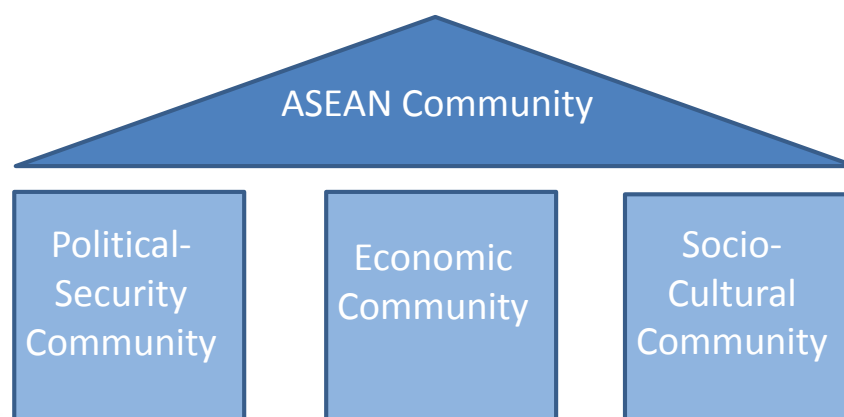 ASEAN Community
Political-
Security
Community
Economic
Community
Socio-
Cultural
Community